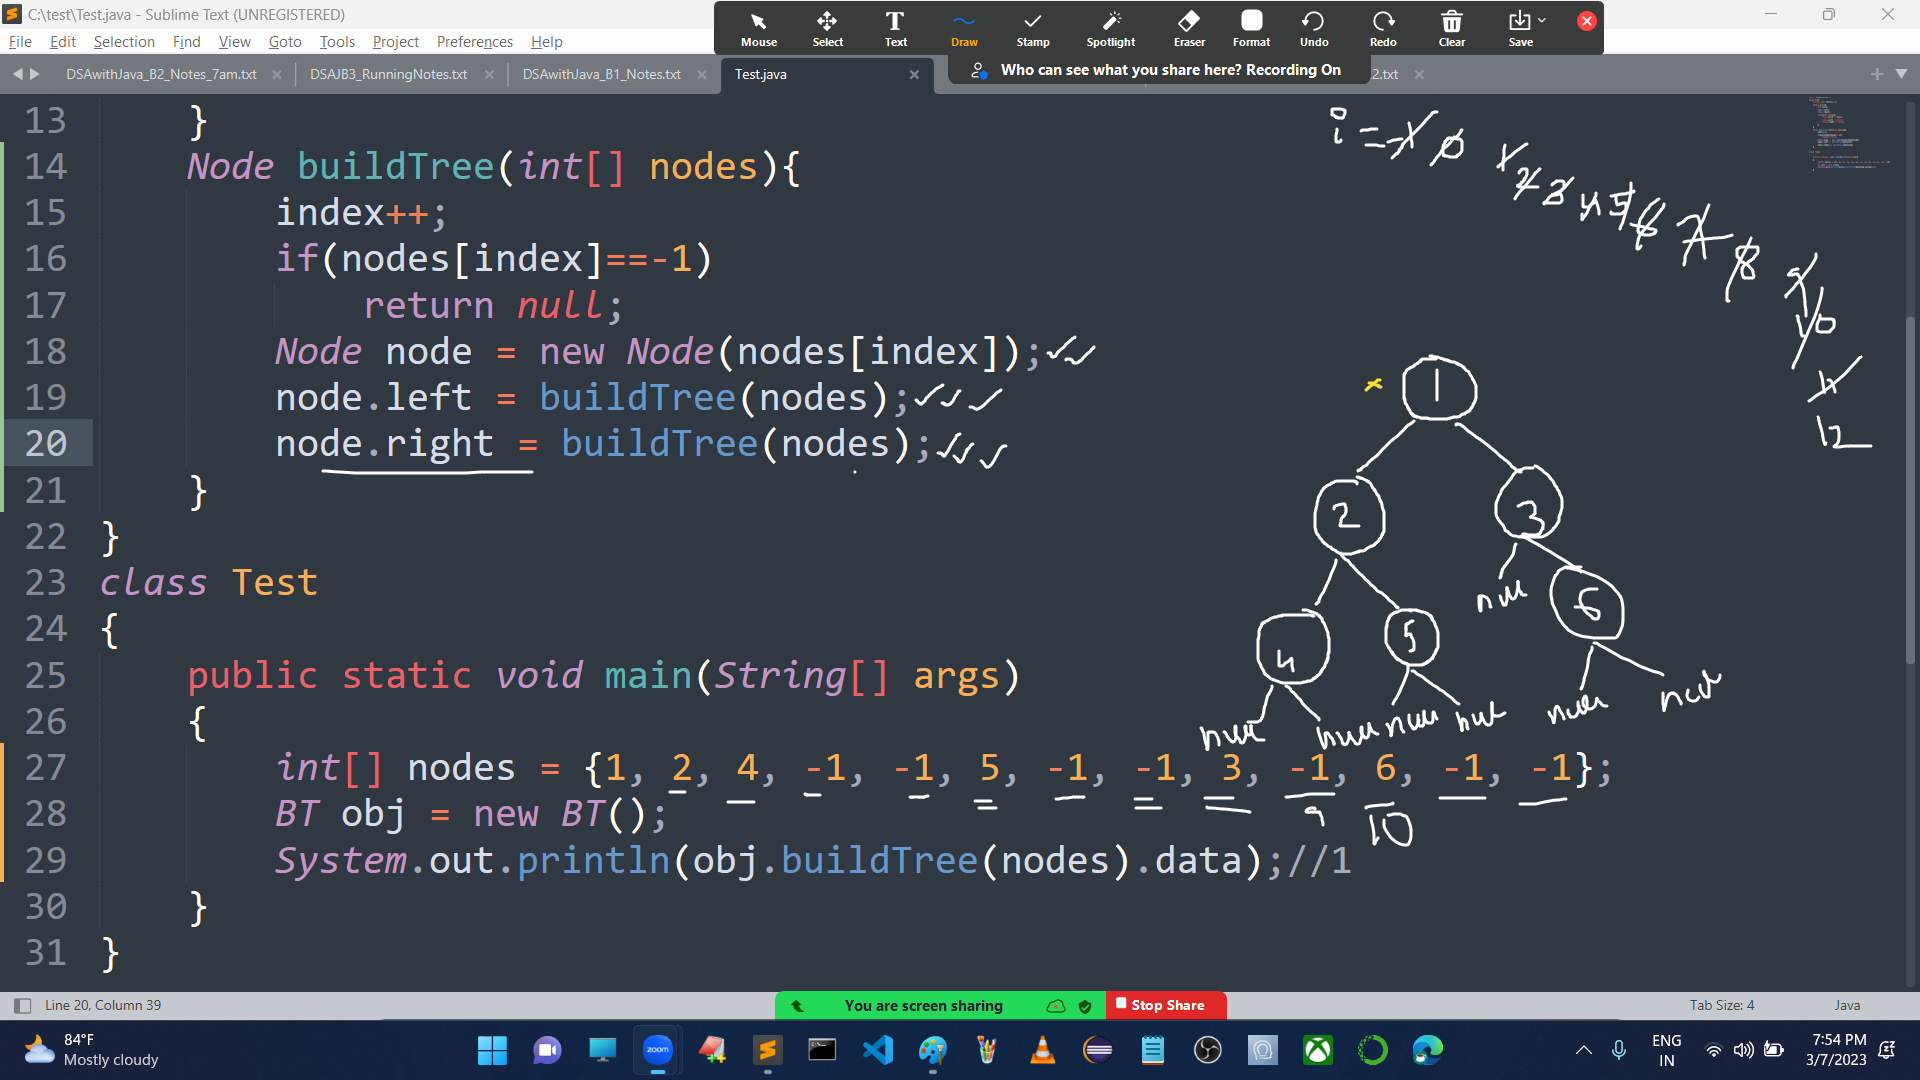 C:\test\Test.java - Sublime Text (UNREGISTERED)
File Edit Selection Find View Goto Tools Project Preferences Help
Mouse Select Text Draw Stamp Spotlight Eraser Format Undo Redo Clear Save
Who can see what you share here? Recording On
DSAwithJava_B2_Notes_7am.txt DSAJB3_RunningNotes.txt DSAwithJava_B1_Notes.txt Test.java 2.txt
13 }
14 Node buildTree(int[] nodes){
15 index++;
16 if(nodes[index]==-1)
17 return null;
18 Node node = new Node(nodes[index]);
19 node.left = buildTree(nodes);
20 node.right = buildTree(nodes);
21 }
22 }
23 class Test
24 {
25 public static void main(String[] args)
26 {
27 int[] nodes = {1, 2, 4, -1, -1, 5, -1, -1, 3, -1, 6, -1, -1};
28 BT obj = new BT();
29 System.out.println(obj.buildTree(nodes).data);//1
30 }
31 }
i = -1 0 1 2 3 4 5 6 7 8 9 10 11 12
1
2 3
4 5 null 6
null null null null null null
9 10
Line 20, Column 39
You are screen sharing Stop Share
Tab Size: 4 Java
84°F
Mostly cloudy
zoom
ENG
IN
7:54 PM
3/7/2023